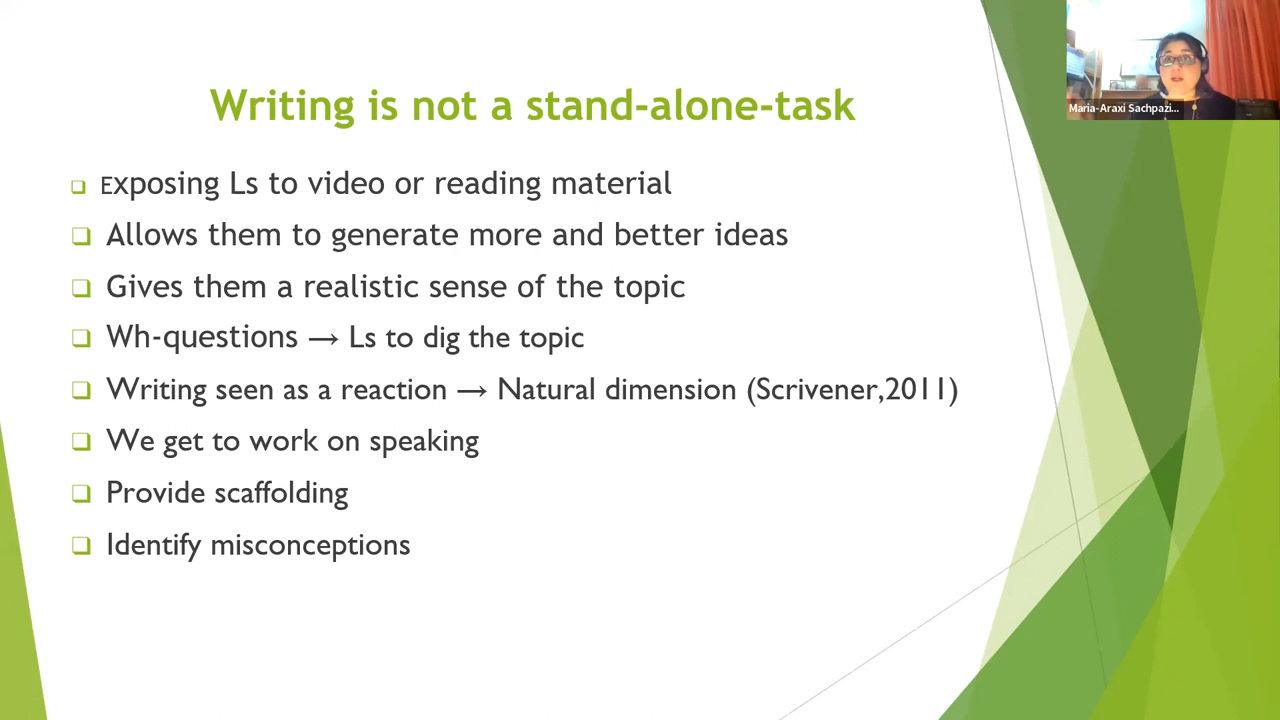 Maria-Araxi Sachpazi...
Writing is not a stand-alone-task
Exposing Ls to video or reading material
Allows them to generate more and better ideas
Gives them a realistic sense of the topic
Wh-questions → Ls to dig the topic
Writing seen as a reaction → Natural dimension (Scrivener,2011)
We get to work on speaking
Provide scaffolding
Identify misconceptions